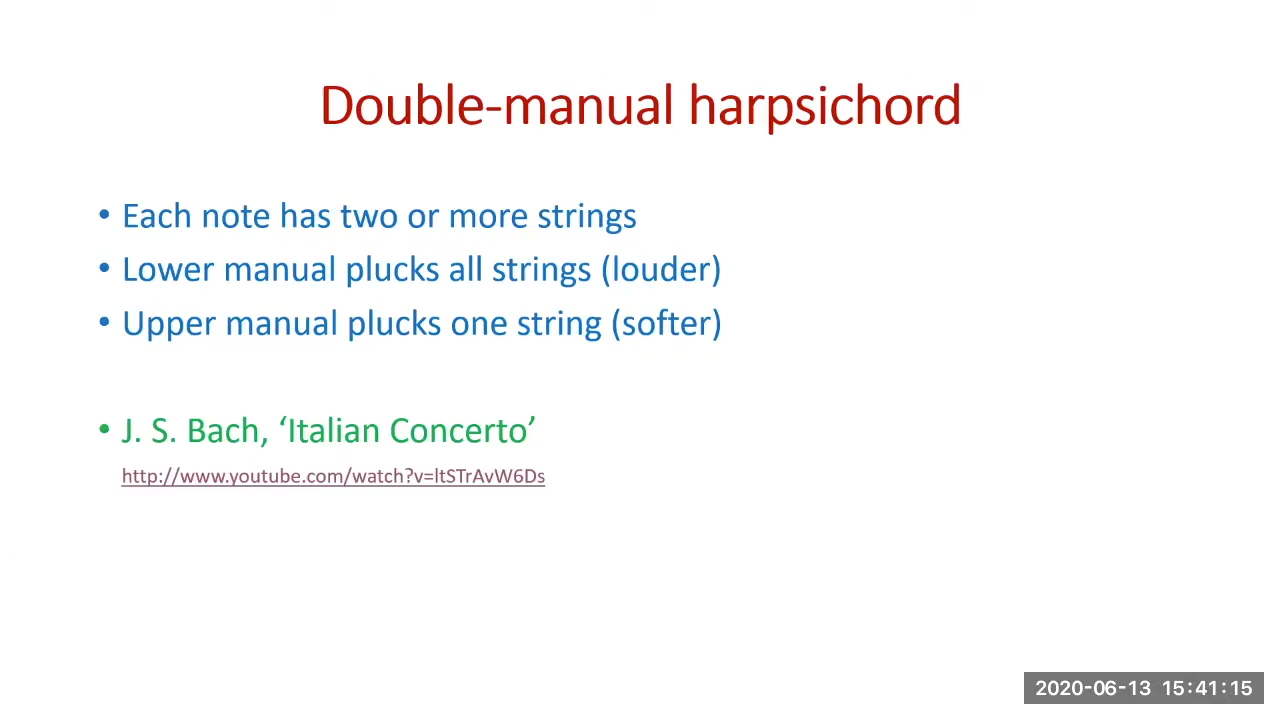 Double-manual harpsichord
• Each note has two or more strings
• Lower manual plucks all strings (louder)
• Upper manual plucks one string (softer)
• J. S. Bach, ‘Italian Concerto’
http://www.youtube.com/watch?v=ltSTrAvW6Ds
2020-06-13 15:41:15